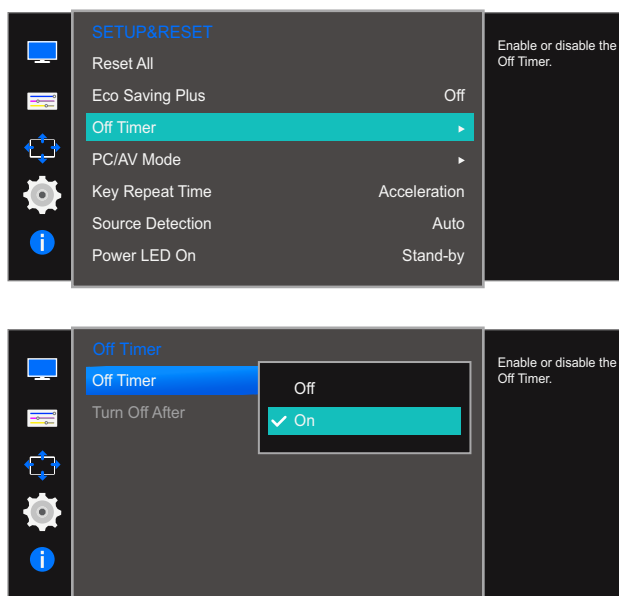 SETUP&RESET
Reset All
Eco Saving Plus Off
Off Timer
PC/AV Mode
Key Repeat Time Acceleration
Source Detection Auto
Power LED On Stand-by
Enable or disable the
Off Timer.
Off Timer
Off Timer
Turn Off After
Off
On
Enable or disable the
Off Timer.